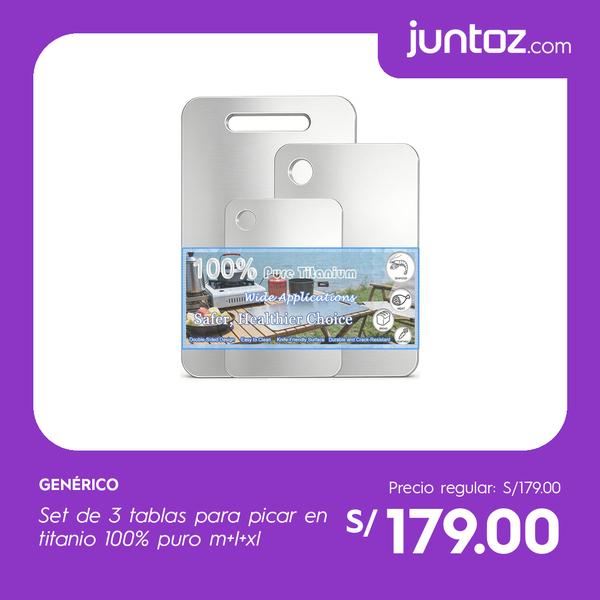 juntoz.com
100% Pure Titanium
Wide Applications
Safer, Healthier Choice
Double-Sided Design Easy to Clean Knife-Friendly Surface Durable and Crack-Resistant
MEAT
GENÉRICO
Precio regular: S/179.00
Set de 3 tablas para picar en
titanio 100% puro m+l+xl
S/179.00